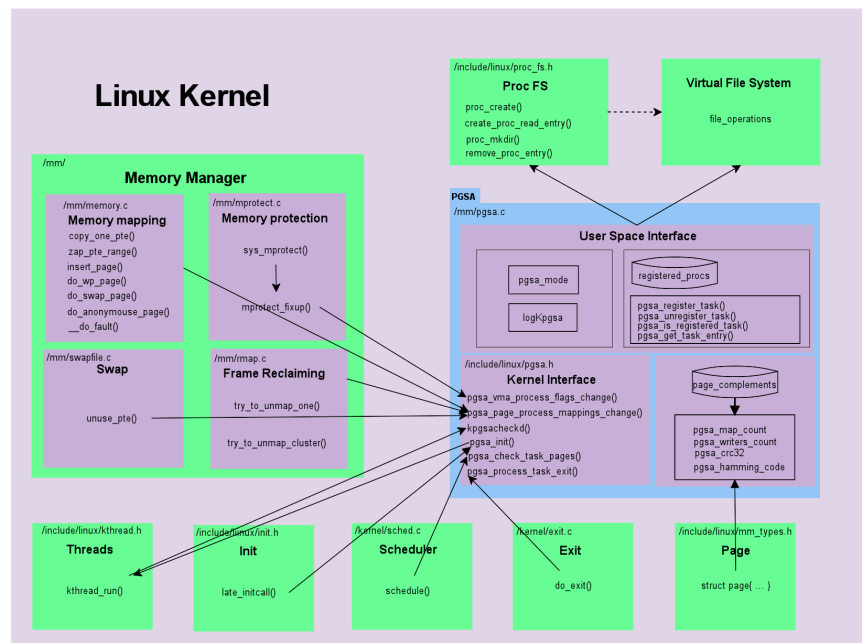 Linux Kernel
/include/linux/proc_fs.h
Proc FS
proc_create()
create_proc_read_entry()
proc_mkdir()
remove_proc_entry()
Virtual File System
file_operations
/mm/
Memory Manager
/mm/memory.c
Memory mapping
copy_one_pte()
zap_pte_range()
insert_page()
do_wp_page()
do_swap_page()
do_anonymouse_page()
__do_fault()
/mm/mprotect.c
Memory protection
sys_mprotect()
mprotect_fixup()
/mm/swapfile.c
Swap
unuse_pte()
/mm/rmap.c
Frame Reclaiming
try_to_unmap_one()
try_to_unmap_cluster()
PGSA
/mm/pgsa.c
User Space Interface
pgsa_mode
logKpgsa
registered_procs
pgsa_register_task()
pgsa_unregister_task()
pgsa_is_registered_task()
pgsa_get_task_entry()
/include/linux/pgsa.h
Kernel Interface
pgsa_vma_process_flags_change()
pgsa_page_process_mappings_change()
kpgsacheckd()
pgsa_init()
pgsa_check_task_pages()
pgsa_process_task_exit()
page_complements
pgsa_map_count
pgsa_writers_count
pgsa_crc32
pgsa_hamming_code
/include/linux/kthread.h
Threads
kthread_run()
/include/linux/init.h
Init
late_initcall()
/kernel/sched.c
Scheduler
schedule()
/kernel/exit.c
Exit
do_exit()
/include/linux/mm_types.h
Page
struct page{ ... }